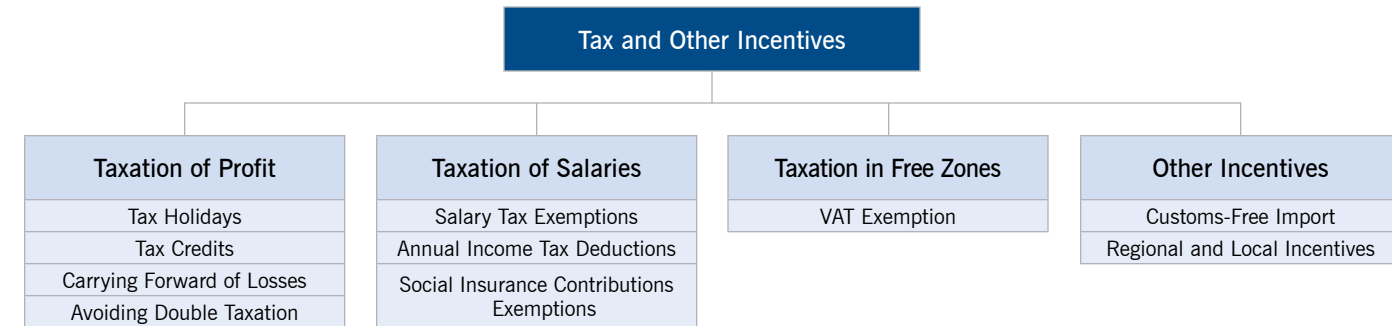 Tax and Other Incentives
Taxation of Profit
Tax Holidays
Tax Credits
Carrying Forward of Losses
Avoiding Double Taxation
Taxation of Salaries
Salary Tax Exemptions
Annual Income Tax Deductions
Social Insurance Contributions
Exemptions
Taxation in Free Zones
VAT Exemption
Other Incentives
Customs-Free Import
Regional and Local Incentives